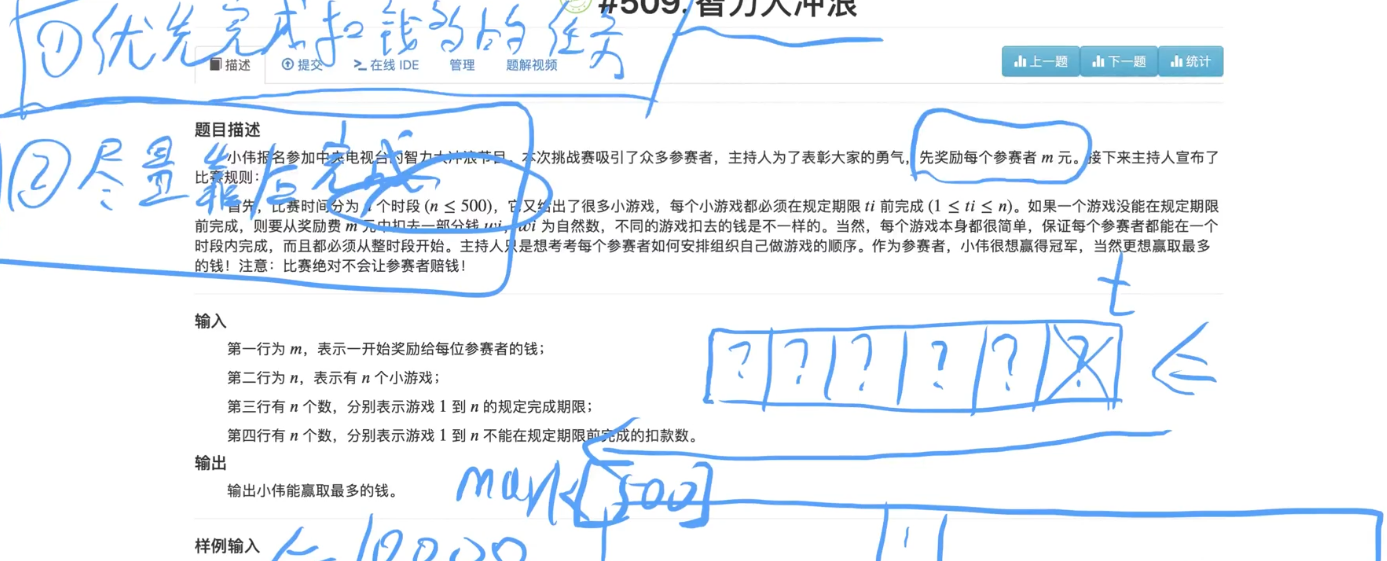 #509. 智力大冲浪
①优先完成扣钱多的任务
描述 提交 在线 IDE 管理 题解视频
上一题 下一题 统计
题目描述
小伟报名参加中央电视台的智力大冲浪节目。本次挑战赛吸引了众多参赛者，主持人为了表彰大家的勇气，先奖励每个参赛者 m 元。接下来主持人宣布了
比赛规则：
②尽量靠后完成
首先，比赛时间分为 n 个时段 (n ≤ 500)，它又给出了很多小游戏，每个小游戏都必须在规定期限 ti 前完成 (1 ≤ ti ≤ n)。如果一个游戏没能在规定期限
前完成，则要从奖励费 m 元中扣去一部分钱 wi，wi 为自然数，不同的游戏扣去的钱是不一样的。当然，每个游戏本身都很简单，保证每个参赛者都能在一个
时段内完成，而且都必须从整时段开始。主持人只是想考考每个参赛者如何安排组织自己做游戏的顺序。作为参赛者，小伟很想赢得冠军，当然更想赢取最多
的钱！注意：比赛绝对不会让参赛者赔钱！
t
输入
第一行为 m，表示一开始奖励给每位参赛者的钱；
? ? ? ? ? ?
第二行为 n，表示有 n 个小游戏；
第三行有 n 个数，分别表示游戏 1 到 n 的规定完成期限；
第四行有 n 个数，分别表示游戏 1 到 n 不能在规定期限前完成的扣款数。
输出
输出小伟能赢取最多的钱。
mark[500]
样例输入
10000
1